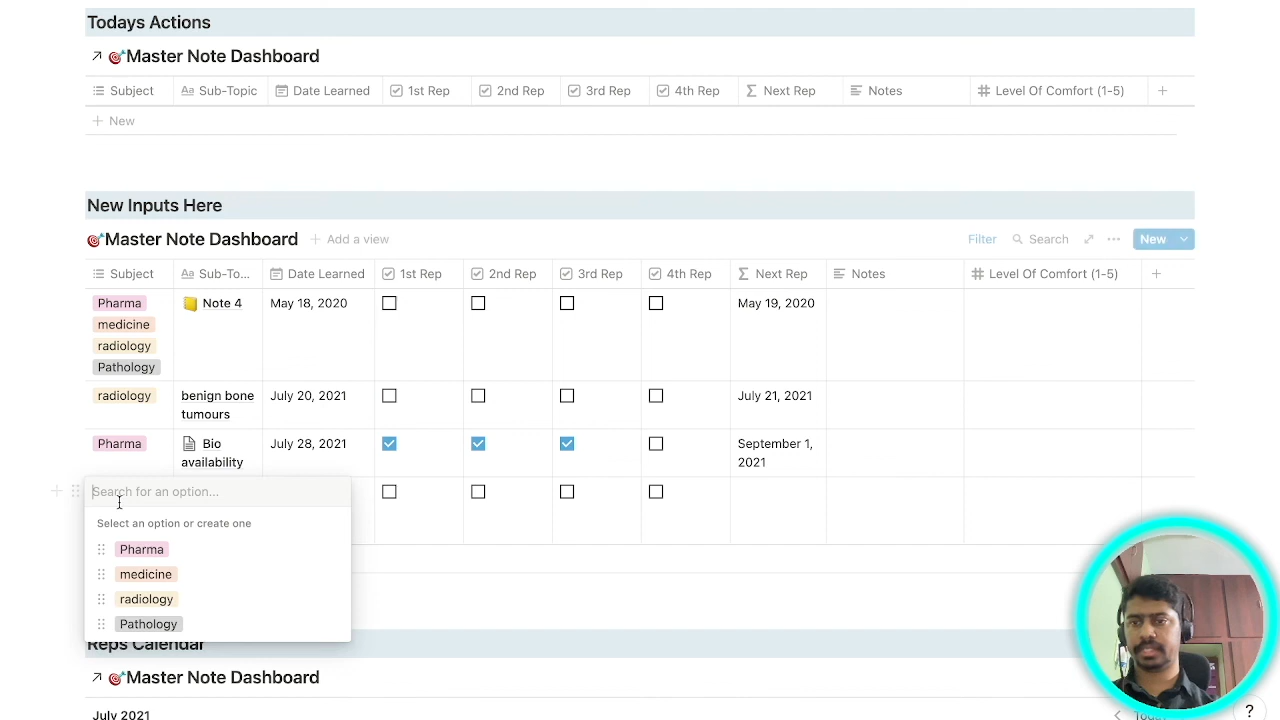 Todays Actions
Master Note Dashboard
Subject Sub-Topic Date Learned 1st Rep 2nd Rep 3rd Rep 4th Rep Next Rep Notes Level Of Comfort (1-5)
New
New Inputs Here
Master Note Dashboard Add a view Filter Search New
Subject Sub-To... Date Learned 1st Rep 2nd Rep 3rd Rep 4th Rep Next Rep Notes Level Of Comfort (1-5)
Pharma Note 4 May 18, 2020 May 19, 2020
medicine
radiology
Pathology
radiology benign bone July 20, 2021 July 21, 2021
tumours
Pharma Bio July 28, 2021 September 1,
availability 2021
Search for an option...
Select an option or create one
Pharma
medicine
radiology
Pathology
Reps Calendar
Master Note Dashboard
July 2021 Today